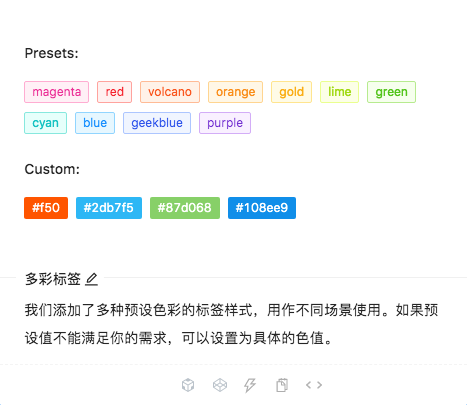 Presets:
magenta red volcano orange gold lime green
cyan blue geekblue purple
Custom:
#f50 #2db7f5 #87d068 #108ee9
多彩标签
我们添加了多种预设色彩的标签样式，用作不同场景使用。如果预
设值不能满足你的需求，可以设置为具体的色值。